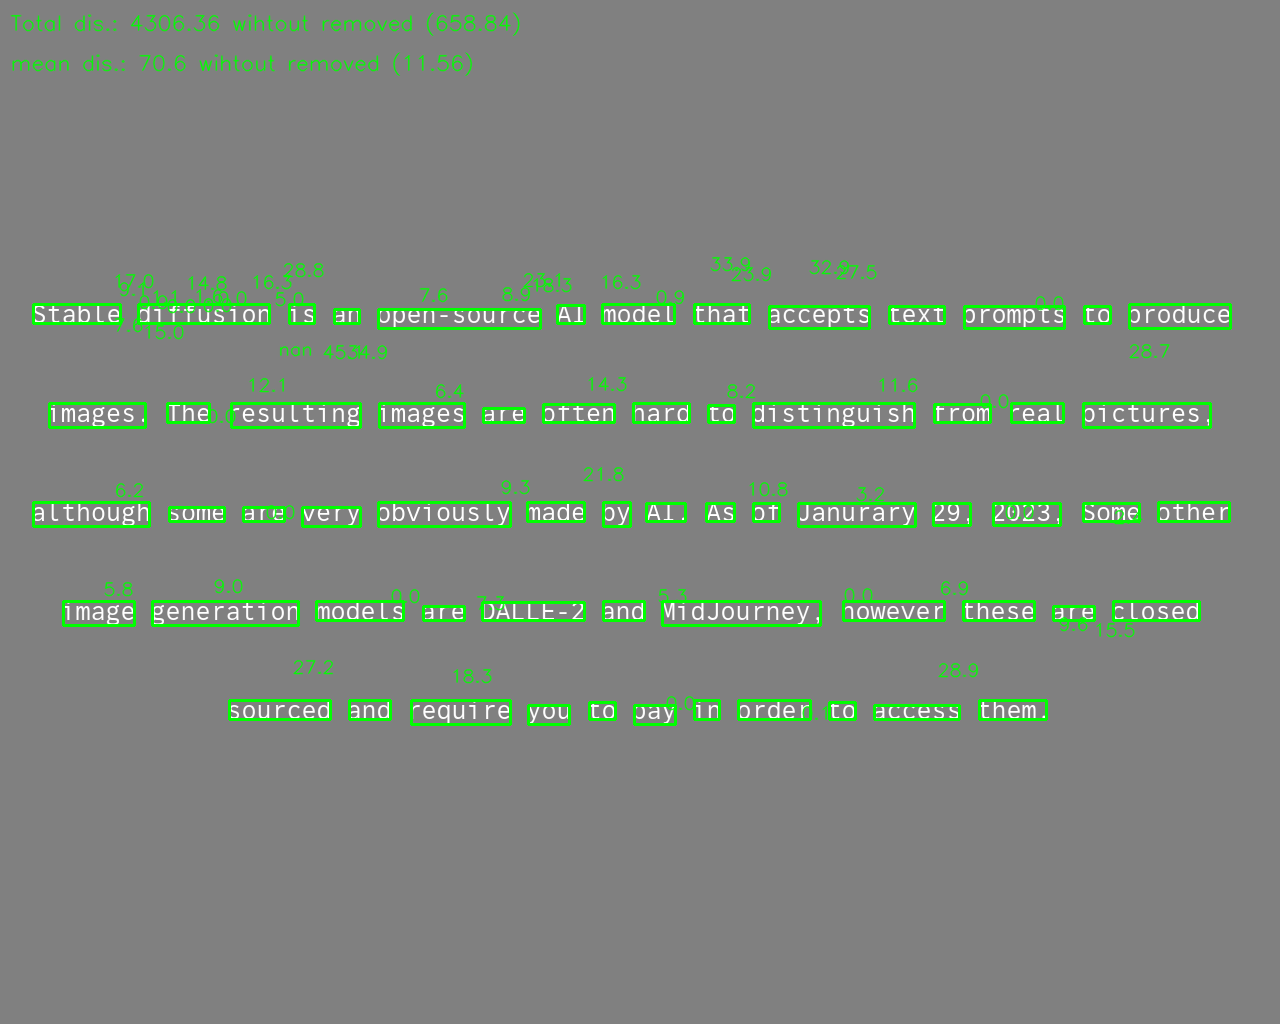 Total dis.: 4306.36 wihtout removed (658.84)
mean dis.: 70.6 wihtout removed (11.56)
17.0 14.8 16.3 28.8 7.6 8.9 23.1 18.3 16.3 0.9 33.9 23.9 32.9 27.5 0.0
Stable diffusion is an open-source AI model that accepts text prompts to produce
7.6 15.0 nan 34.9 28.7
12.1 6.4 14.3 8.2 11.6 0.0
images. The resulting images are often hard to distinguish from real pictures,
6.2 9.3 21.8 10.8 3.2
although some are very obviously made by AI. As of Janurary 29, 2023, Some other
5.8 9.0 0.0 7.3 5.3 0.0 6.9
image generation models are DALLE-2 and MidJourney, however these are closed
9.6 15.5
27.2 18.3 0.0 28.9
sourced and require you to pay in order to access them.